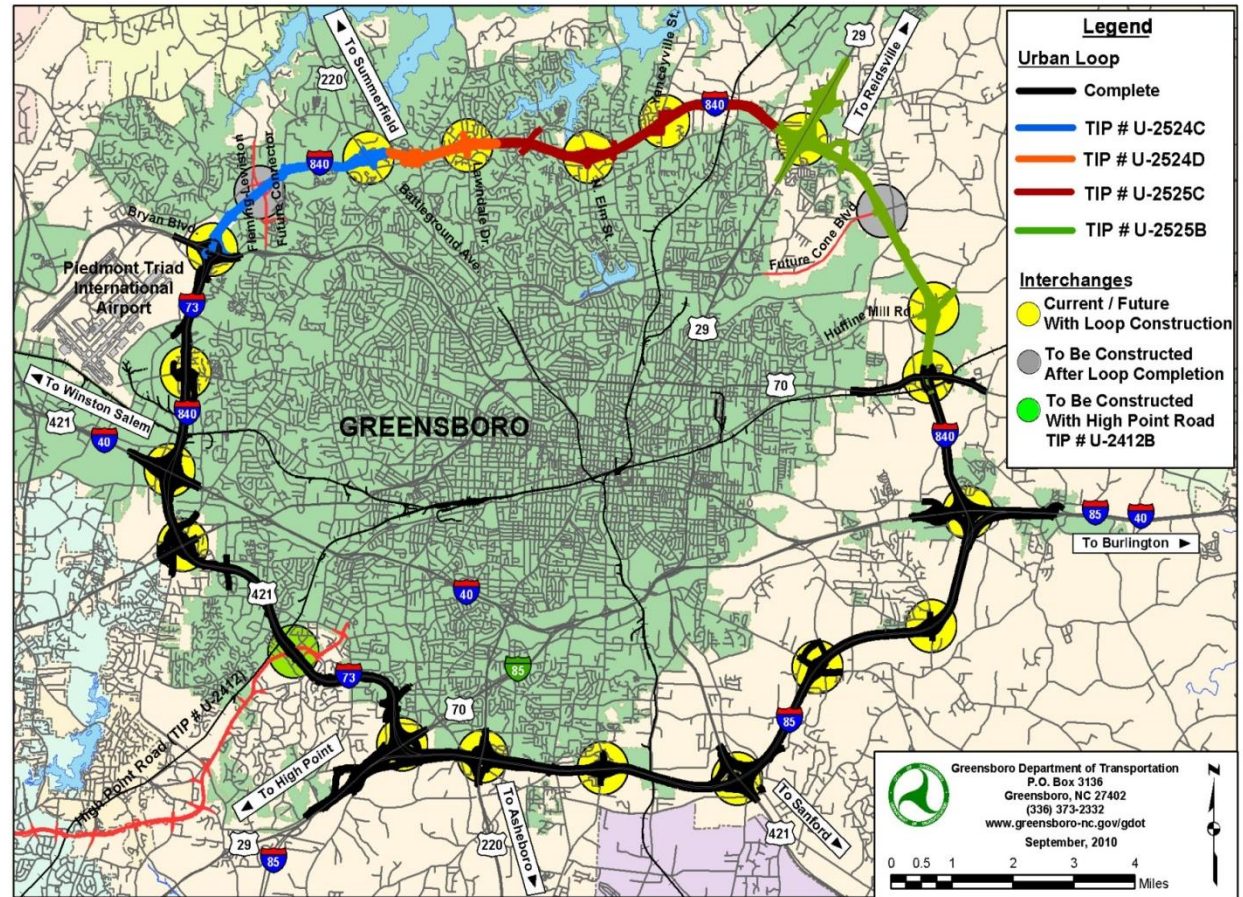 Legend
Urban Loop
Complete
TIP # U-2524C
TIP # U-2524D
TIP # U-2525C
TIP # U-2525B
Interchanges
Current / Future
With Loop Construction
To Be Constructed
After Loop Completion
To Be Constructed
With High Point Road
TIP # U-2412B
To Summerfield
220
29
To Reidsville
Yanceyville St.
840
840
Fleming-Lewiston
Future Connector
Bryan Blvd.
Battleground Ave.
Lawndale Dr.
N. Elm St.
Future Cone Blvd.
Piedmont Triad
International
Airport
73
29
Huffine Mill Rd.
To Winston Salem
421
40
840
70
GREENSBORO
840
85
40
To Burlington
421
40
85
73
High Point Road (TIP # U-2412)
70
85
To High Point
29
85
To Asheboro
220
To Sanford
421
Greensboro Department of Transportation
P.O. Box 3136
Greensboro, NC 27402
(336) 373-2332
www.greensboro-nc.gov/gdot
September, 2010
N
0 0.5 1 2 3 4
Miles